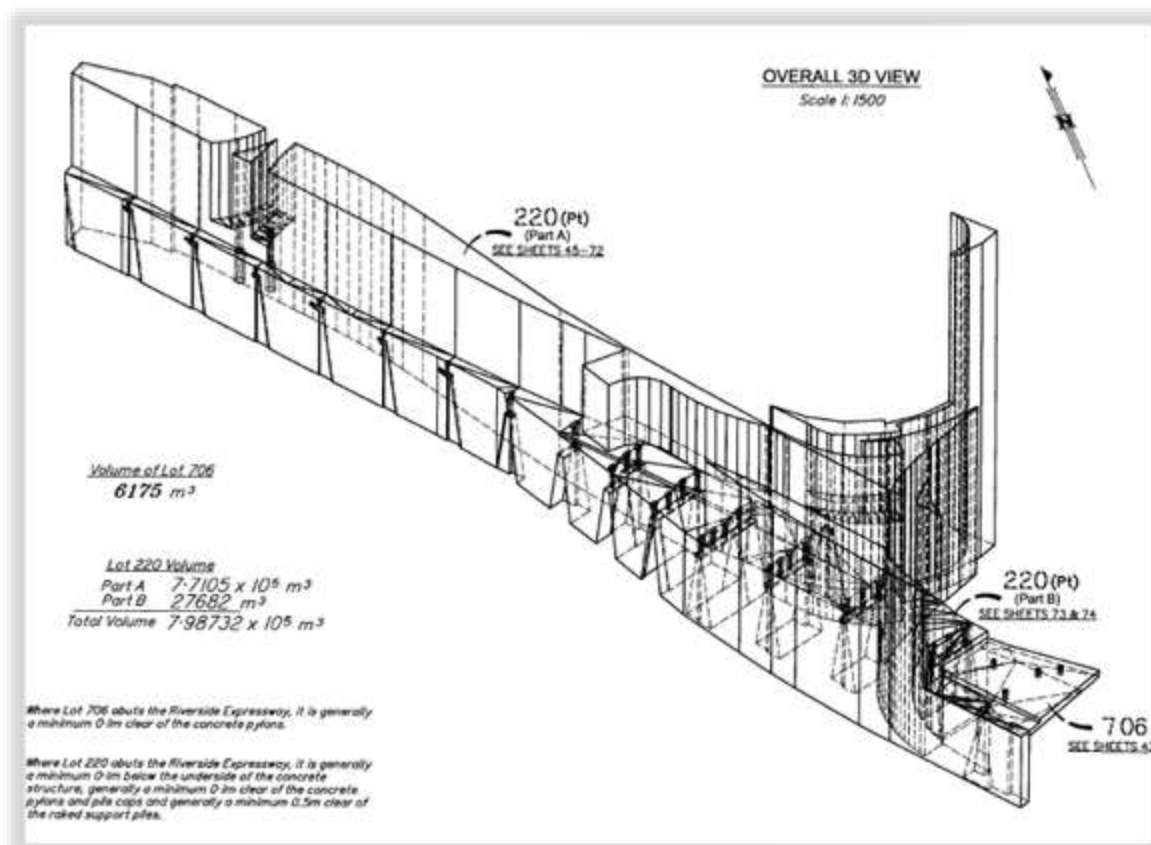 OVERALL 3D VIEW
Scale 1:1500
N
220(Pt)
(Part A)
SEE SHEETS 45-72
Volume of Lot 706
6175 m³
Lot 220 Volume
Part A 7·7105 x 10⁵ m³
Part B 27682 m³
Total Volume 7·98732 x 10⁵ m³
220(Pt)
(Part B)
SEE SHEETS 73 & 74
706
SEE SHEETS
Where Lot 706 abuts the Riverside Expressway, it is generally
a minimum 0·1m clear of the concrete pylons.
Where Lot 220 abuts the Riverside Expressway, it is generally
a minimum 0·1m below the underside of the concrete
structure, generally a minimum 0·1m clear of the concrete
pylons and pile caps and generally a minimum 0.5m clear of
the raked support piles.